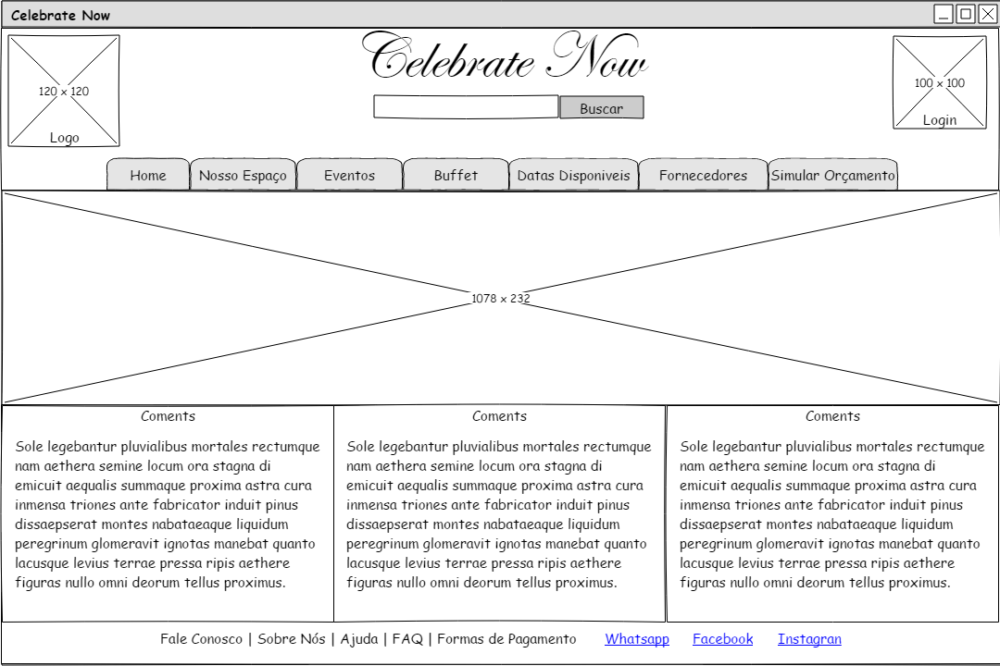 Celebrate Now
Celebrate Now
120 x 120
Logo
100 x 100
Login
Buscar
Home
Nosso Espaço
Eventos
Buffet
Datas Disponiveis
Fornecedores
Simular Orçamento
1078 x 232
Coments
Sole legebantur pluvialibus mortales rectumque
nam aethera semine locum ora stagna di
emicuit aequalis summaque proxima astra cura
inmensa triones ante fabricator induit pinus
dissaepserat montes nabataeaque liquidum
peregrinum glomeravit ignotas manebat quanto
lacusque levius terrae pressa ripis aethere
figuras nullo omni deorum tellus proximus.
Coments
Sole legebantur pluvialibus mortales rectumque
nam aethera semine locum ora stagna di
emicuit aequalis summaque proxima astra cura
inmensa triones ante fabricator induit pinus
dissaepserat montes nabataeaque liquidum
peregrinum glomeravit ignotas manebat quanto
lacusque levius terrae pressa ripis aethere
figuras nullo omni deorum tellus proximus.
Coments
Sole legebantur pluvialibus mortales rectumque
nam aethera semine locum ora stagna di
emicuit aequalis summaque proxima astra cura
inmensa triones ante fabricator induit pinus
dissaepserat montes nabataeaque liquidum
peregrinum glomeravit ignotas manebat quanto
lacusque levius terrae pressa ripis aethere
figuras nullo omni deorum tellus proximus.
Fale Conosco | Sobre Nós | Ajuda | FAQ | Formas de Pagamento Whatsapp Facebook Instagran